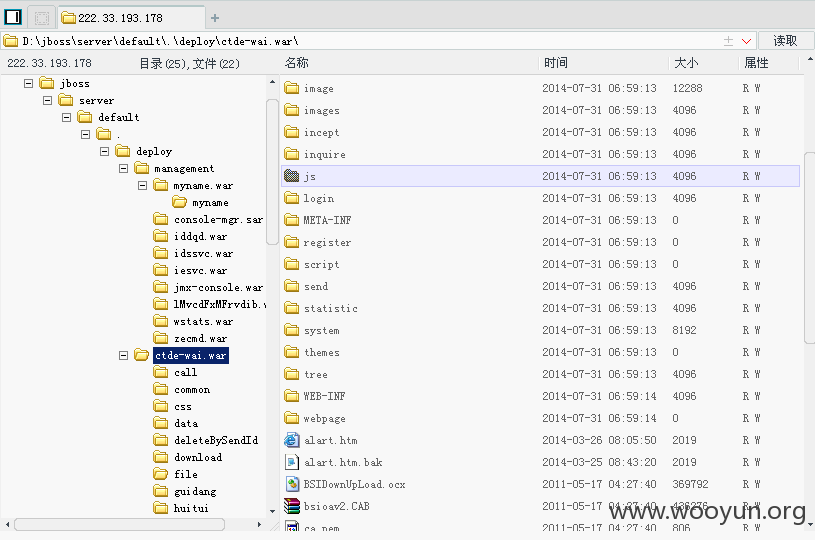 222.33.193.178
D:\jboss\server\default\.\deploy\ctde-wai.war\
读取
222.33.193.178 目录(25),文件(22)
名称 时间 大小 属性
jboss
server
default
.
deploy
management
myname.war
myname
console-mgr.sar
iddqd.war
idssvc.war
iesvc.war
jmx-console.war
lMvcdFxMFrvdib.w
wstats.war
zecmd.war
ctde-wai.war
call
common
css
data
deleteBySendId
download
file
guidang
huitui
image 2014-07-31 06:59:13 12288 R W
images 2014-07-31 06:59:13 4096 R W
incept 2014-07-31 06:59:13 4096 R W
inquire 2014-07-31 06:59:13 4096 R W
js 2014-07-31 06:59:13 4096 R W
login 2014-07-31 06:59:13 4096 R W
META-INF 2014-07-31 06:59:13 0 R W
register 2014-07-31 06:59:13 0 R W
script 2014-07-31 06:59:13 0 R W
send 2014-07-31 06:59:13 4096 R W
statistic 2014-07-31 06:59:13 4096 R W
system 2014-07-31 06:59:13 8192 R W
themes 2014-07-31 06:59:13 0 R W
tree 2014-07-31 06:59:13 4096 R W
WEB-INF 2014-07-31 06:59:14 4096 R W
webpage 2014-07-31 06:59:14 0 R W
alart.htm 2014-03-26 08:05:50 2019 R W
alart.htm.bak 2014-03-25 08:43:20 2019 R W
BSIDownUpLoad.ocx 2011-05-17 04:27:40 369792 R W
bsioav2.CAB 2011-05-17 04:27:40 436276 R W
ca.pem 2011-05-17 04:27:40 806 R W
www.wooyun.org